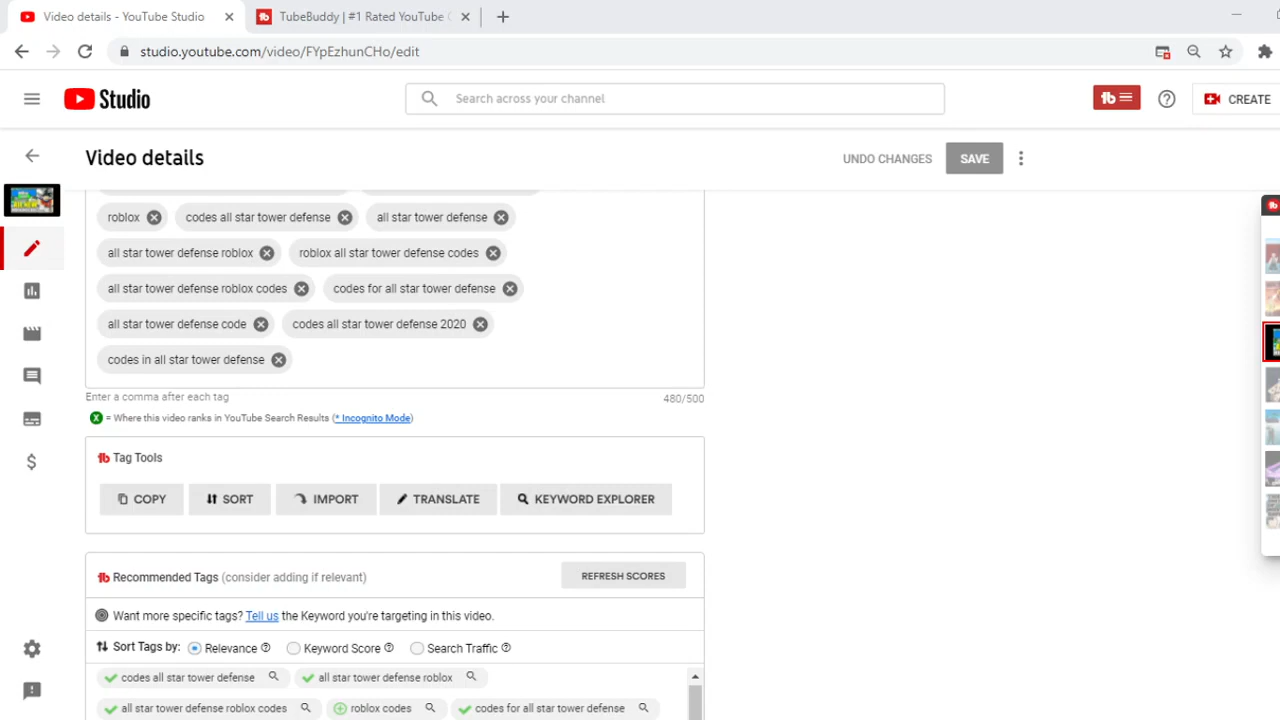 Video details - YouTube Studio
TubeBuddy | #1 Rated YouTube
studio.youtube.com/video/FYpEzhunCHo/edit
Studio
Search across your channel
CREATE
Video details
UNDO CHANGES
SAVE
roblox
codes all star tower defense
all star tower defense
all star tower defense roblox
roblox all star tower defense codes
all star tower defense roblox codes
codes for all star tower defense
all star tower defense code
codes all star tower defense 2020
codes in all star tower defense
Enter a comma after each tag
480/500
X = Where this video ranks in YouTube Search Results (* Incognito Mode)
tb Tag Tools
COPY
SORT
IMPORT
TRANSLATE
KEYWORD EXPLORER
tb Recommended Tags (consider adding if relevant)
REFRESH SCORES
Want more specific tags? Tell us the Keyword you're targeting in this video.
Sort Tags by: Relevance Keyword Score Search Traffic
codes all star tower defense
all star tower defense roblox
all star tower defense roblox codes
roblox codes
codes for all star tower defense